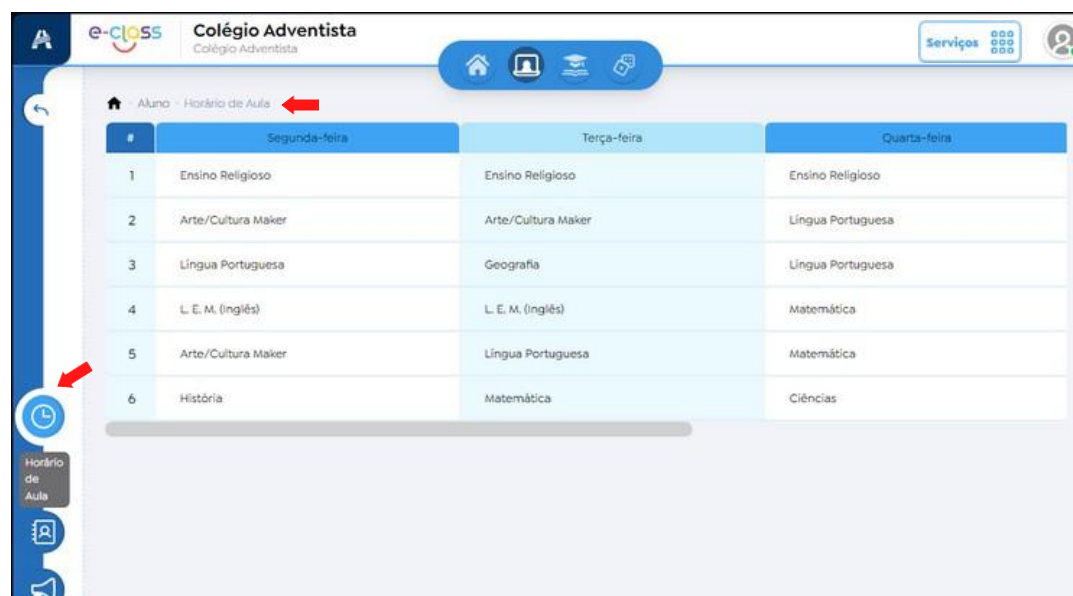 e-class
Colégio Adventista
Colégio Adventista
Serviços
Aluno - Horário de Aula
# Segunda-feira Terça-feira Quarta-feira
1 Ensino Religioso Ensino Religioso Ensino Religioso
2 Arte/Cultura Maker Arte/Cultura Maker Língua Portuguesa
3 Língua Portuguesa Geografia Língua Portuguesa
4 L. E. M. (Inglês) L. E. M. (Inglês) Matemática
5 Arte/Cultura Maker Língua Portuguesa Matemática
6 História Matemática Ciências
Horário
de
Aula